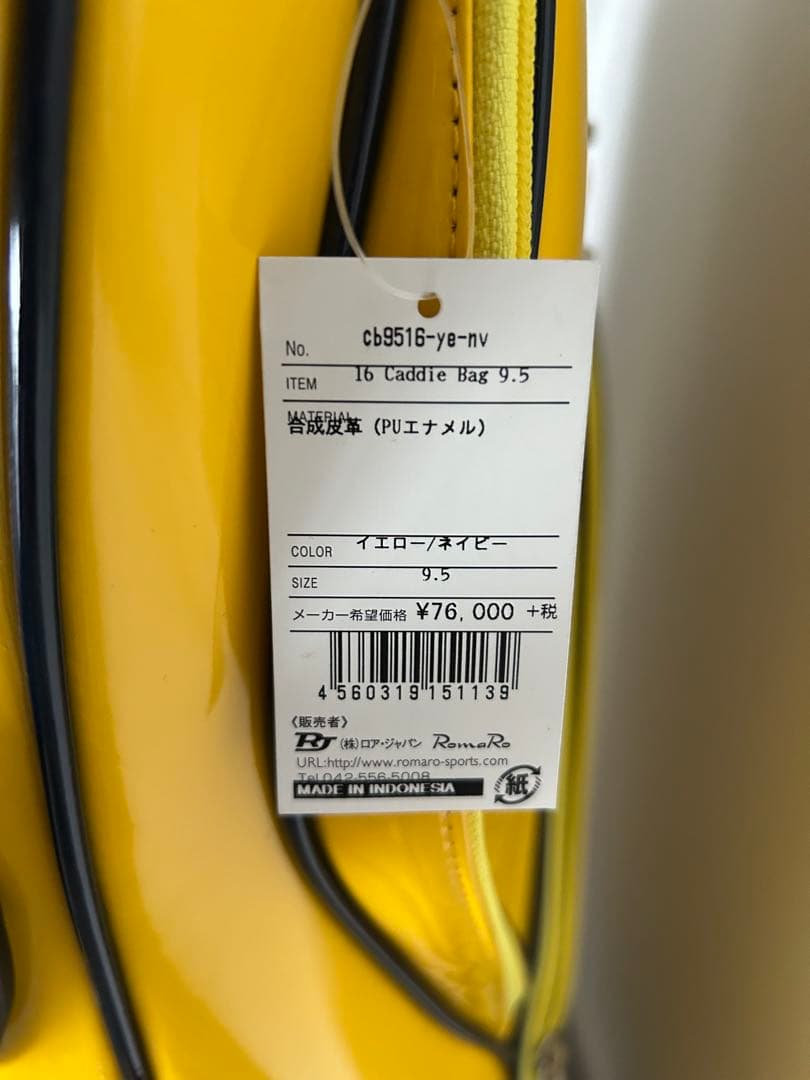 No. cb9516-ye-nv
ITEM 16 Caddie Bag 9.5
MATERIAL
合成皮革 (PUエナメル)
COLOR イエロー/ネイビー
SIZE 9.5
メーカー希望価格 ¥76,000 +税
4 560319 151139
《販売者》
RJ (株)ロア・ジャパン RomaRo
URL:http://www.romaro-sports.com
Tel.042-556-5008
MADE IN INDONESIA
紙